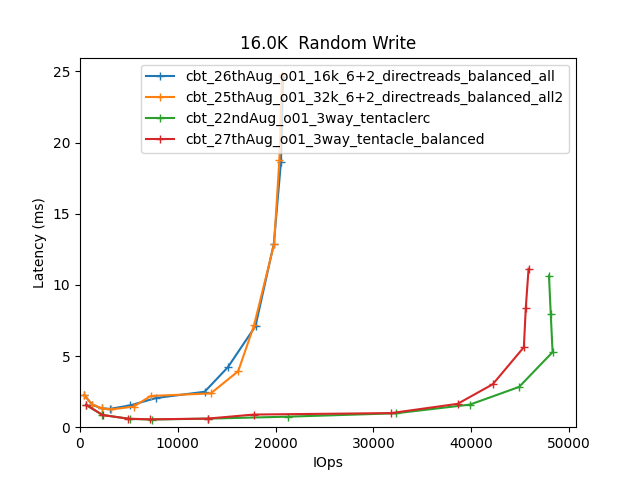 16.0K  Random Write
25
20
15
10
5
0
Latency (ms)
cbt_26thAug_o01_16k_6+2_directreads_balanced_all
cbt_25thAug_o01_32k_6+2_directreads_balanced_all2
cbt_22ndAug_o01_3way_tentaclerc
cbt_27thAug_o01_3way_tentacle_balanced
0 10000 20000 30000 40000 50000
IOps